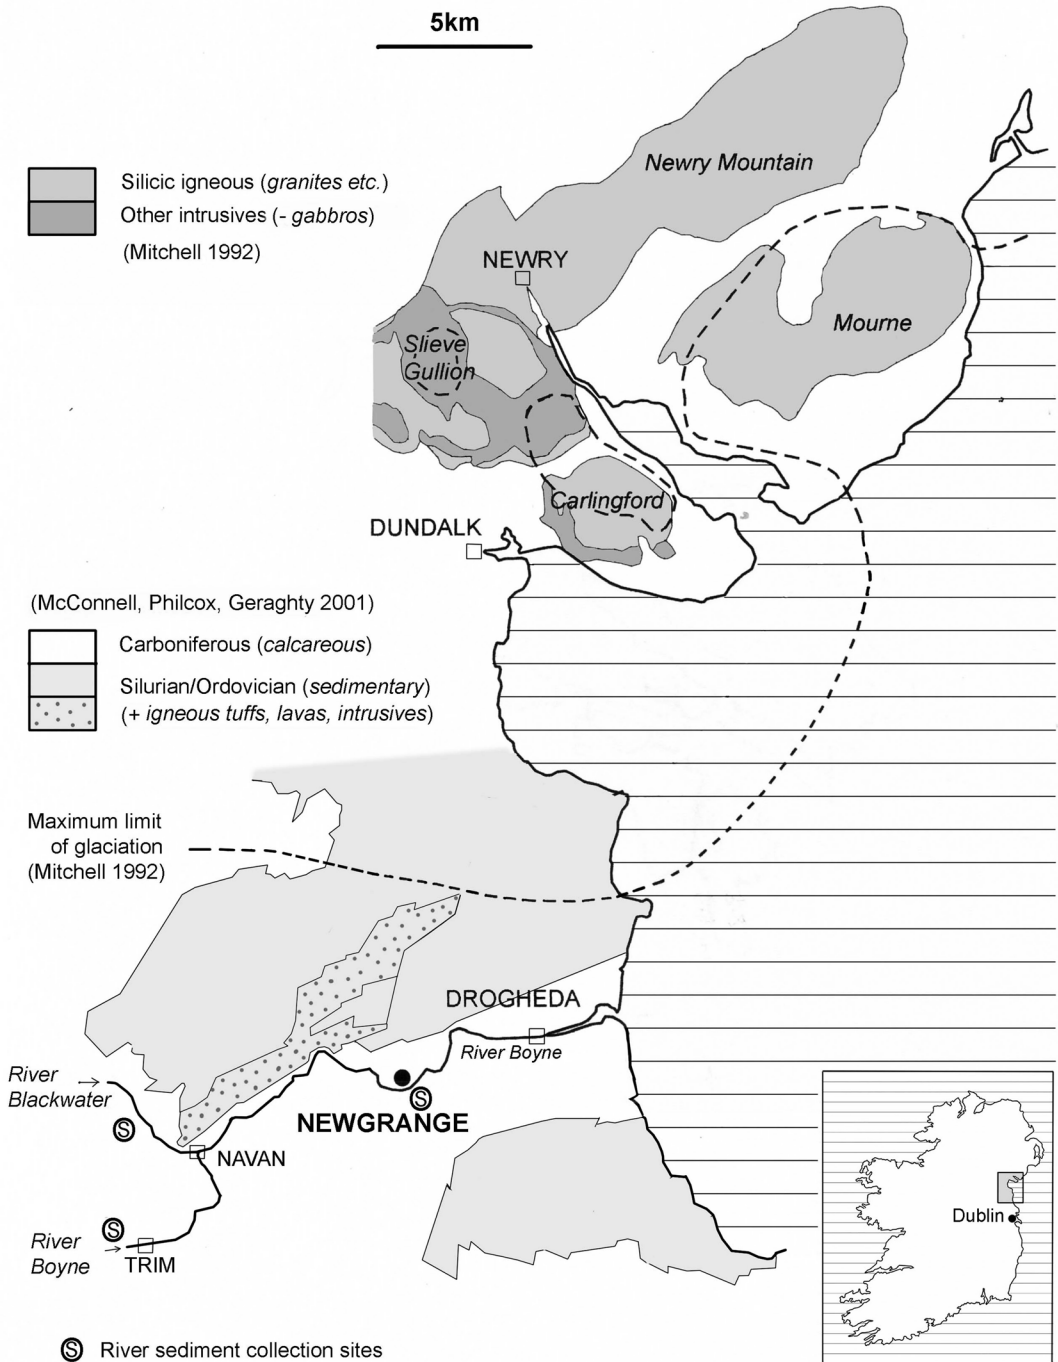 5km
Newry Mountain
Silicic igneous (granites etc.)
Other intrusives (- gabbros)
(Mitchell 1992)
NEWRY
Mourne
Slieve
Gullion
Carlingford
DUNDALK
(McConnell, Philcox, Geraghty 2001)
Carboniferous (calcareous)
Silurian/Ordovician (sedimentary)
(+ igneous tuffs, lavas, intrusives)
Maximum limit
of glaciation
(Mitchell 1992)
DROGHEDA
River Boyne
River
Blackwater
S
S
NEWGRANGE
NAVAN
Dublin
S
River
Boyne
TRIM
S River sediment collection sites